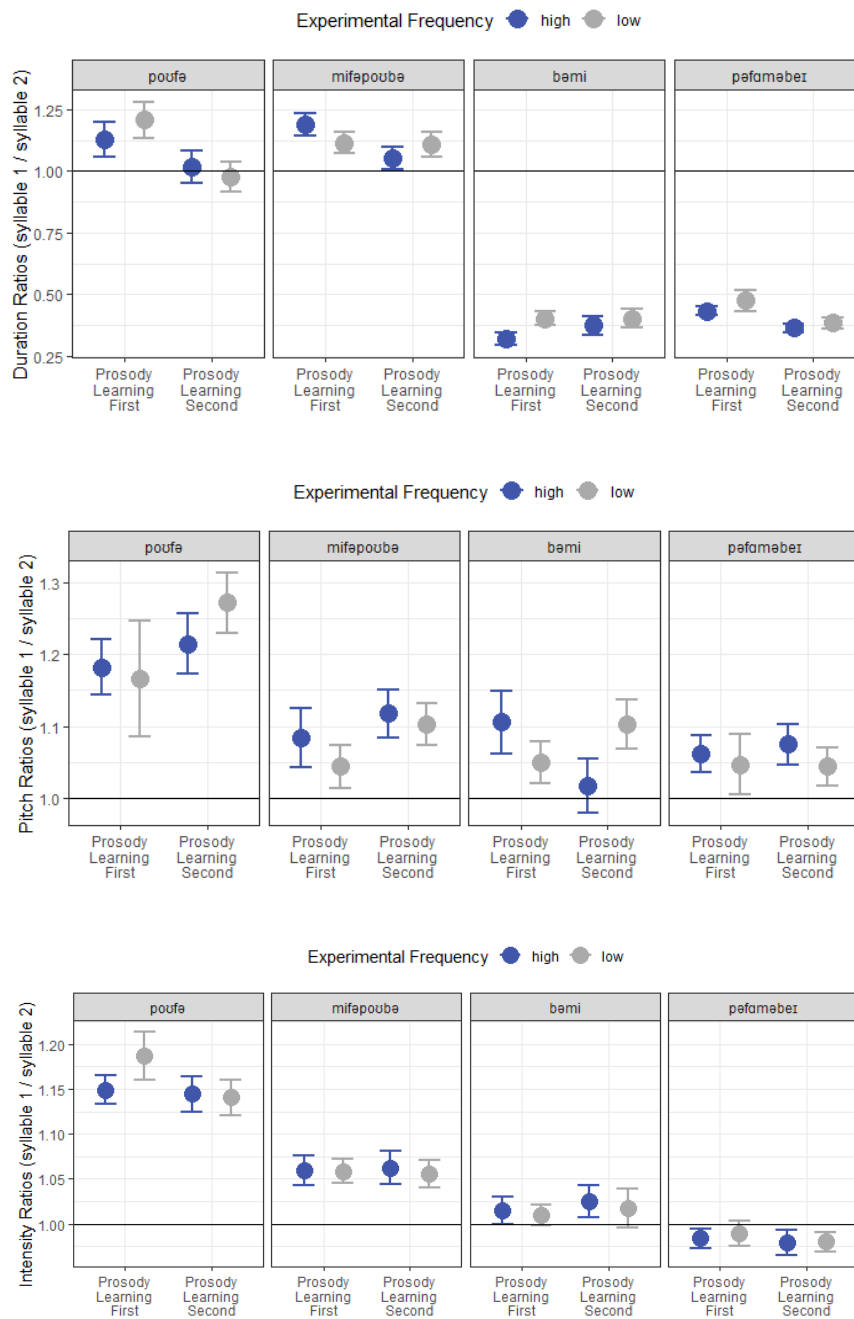 Experimental Frequency high low
poʊfə mifəpoʊbə bəmi pəfɑməbeɪ
Duration Ratios (syllable 1 / syllable 2)
1.25
1.00
0.75
0.50
0.25
Prosody Prosody Prosody Prosody Prosody Prosody Prosody Prosody
Learning Learning Learning Learning Learning Learning Learning Learning
First Second First Second First Second First Second
Experimental Frequency high low
poʊfə mifəpoʊbə bəmi pəfɑməbeɪ
Pitch Ratios (syllable 1 / syllable 2)
1.3
1.2
1.1
1.0
Prosody Prosody Prosody Prosody Prosody Prosody Prosody Prosody
Learning Learning Learning Learning Learning Learning Learning Learning
First Second First Second First Second First Second
Experimental Frequency high low
poʊfə mifəpoʊbə bəmi pəfɑməbeɪ
Intensity Ratios (syllable 1 / syllable 2)
1.20
1.15
1.10
1.05
1.00
Prosody Prosody Prosody Prosody Prosody Prosody Prosody Prosody
Learning Learning Learning Learning Learning Learning Learning Learning
First Second First Second First Second First Second